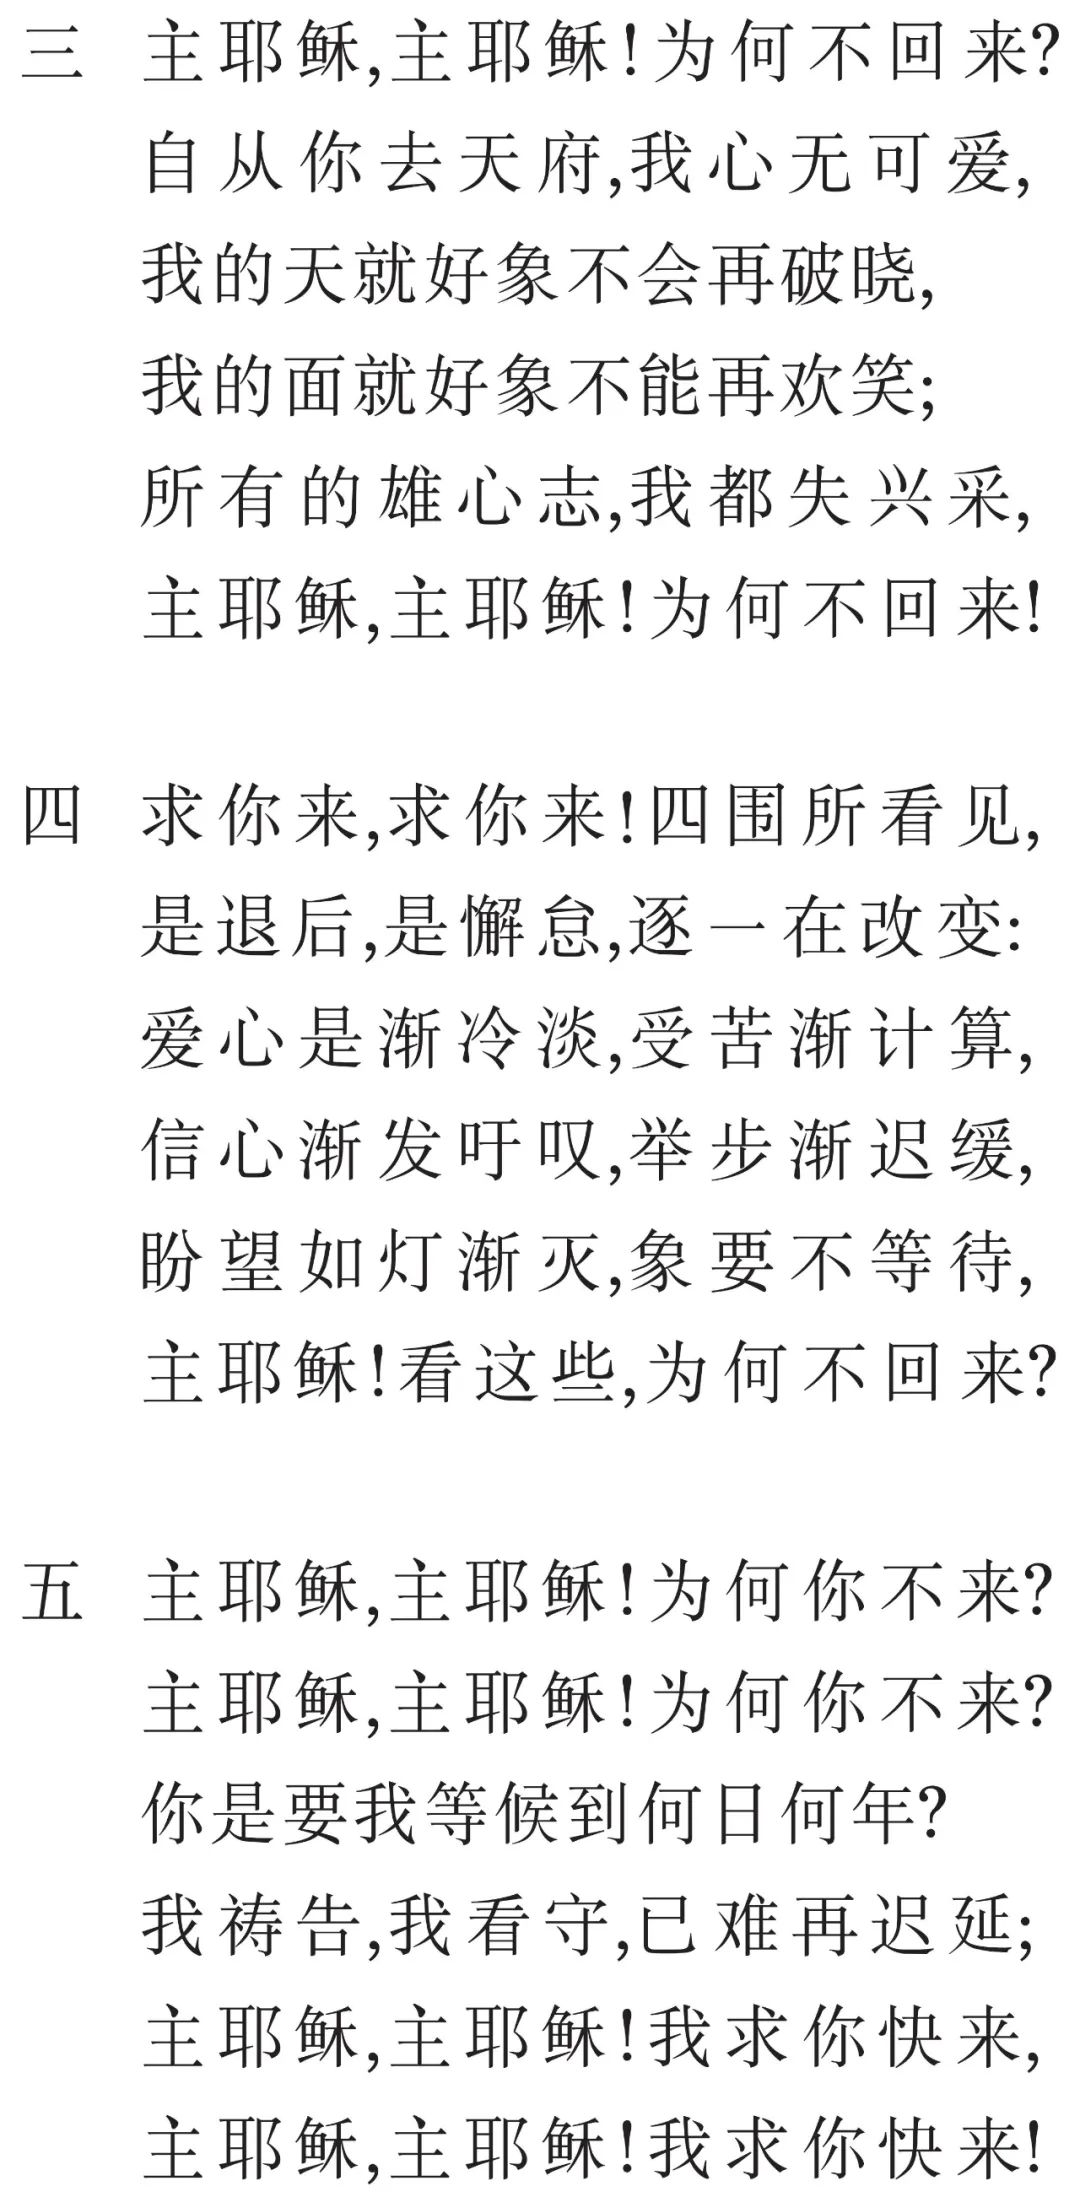 三 主耶稣,主耶稣!为何不回来?
自从你去天府,我心无可爱,
我的天就好象不会再破晓,
我的面就好象不能再欢笑;
所有的雄心志,我都失兴采,
主耶稣,主耶稣!为何不回来!
四 求你来,求你来!四围所看见,
是退后,是懈怠,逐一在改变:
爱心是渐冷淡,受苦渐计算,
信心渐发吁叹,举步渐迟缓,
盼望如灯渐灭,象要不等待,
主耶稣!看这些,为何不回来?
五 主耶稣,主耶稣!为何你不来?
主耶稣,主耶稣!为何你不来?
你是要我等候到何日何年?
我祷告,我看守,已难再迟延;
主耶稣,主耶稣!我求你快来,
主耶稣,主耶稣!我求你快来!